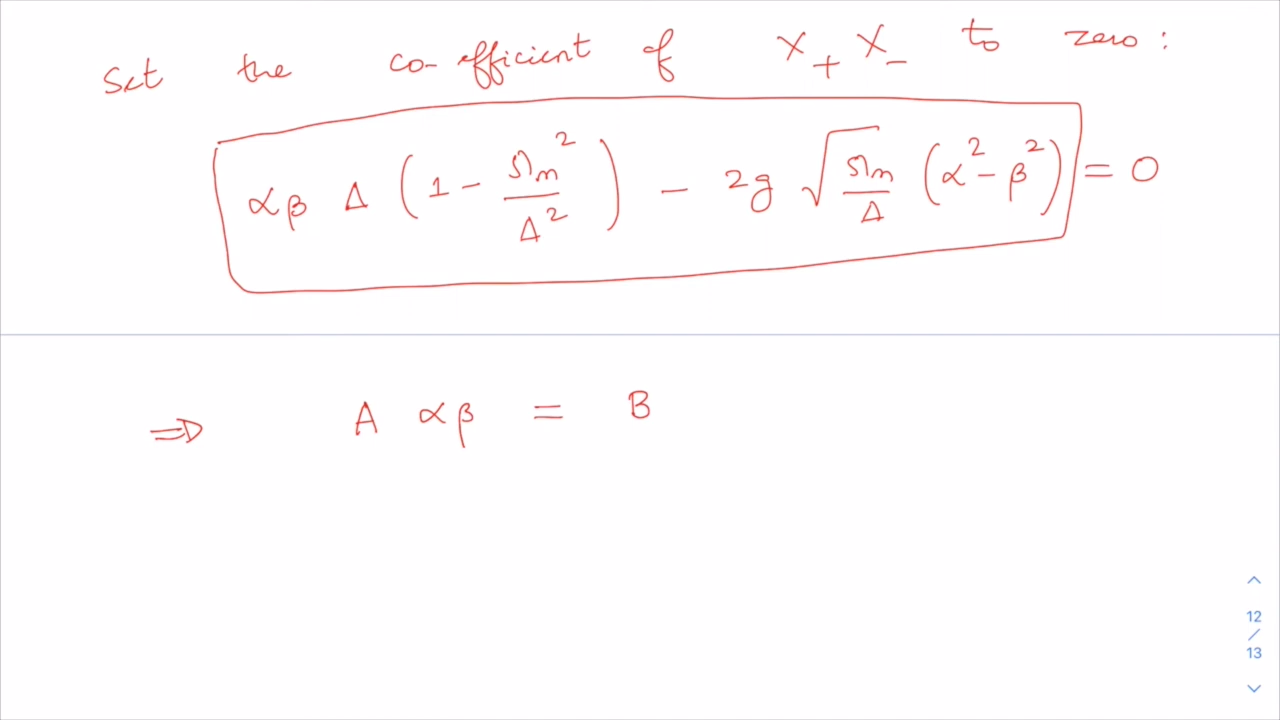 Set the co-efficient of X₊ X₋ to zero :
αβ Δ (1 - Ωm²/Δ²) - 2g √(Ωm/Δ) (α² - β²) = 0
⇒ A αβ = B
12
/
13